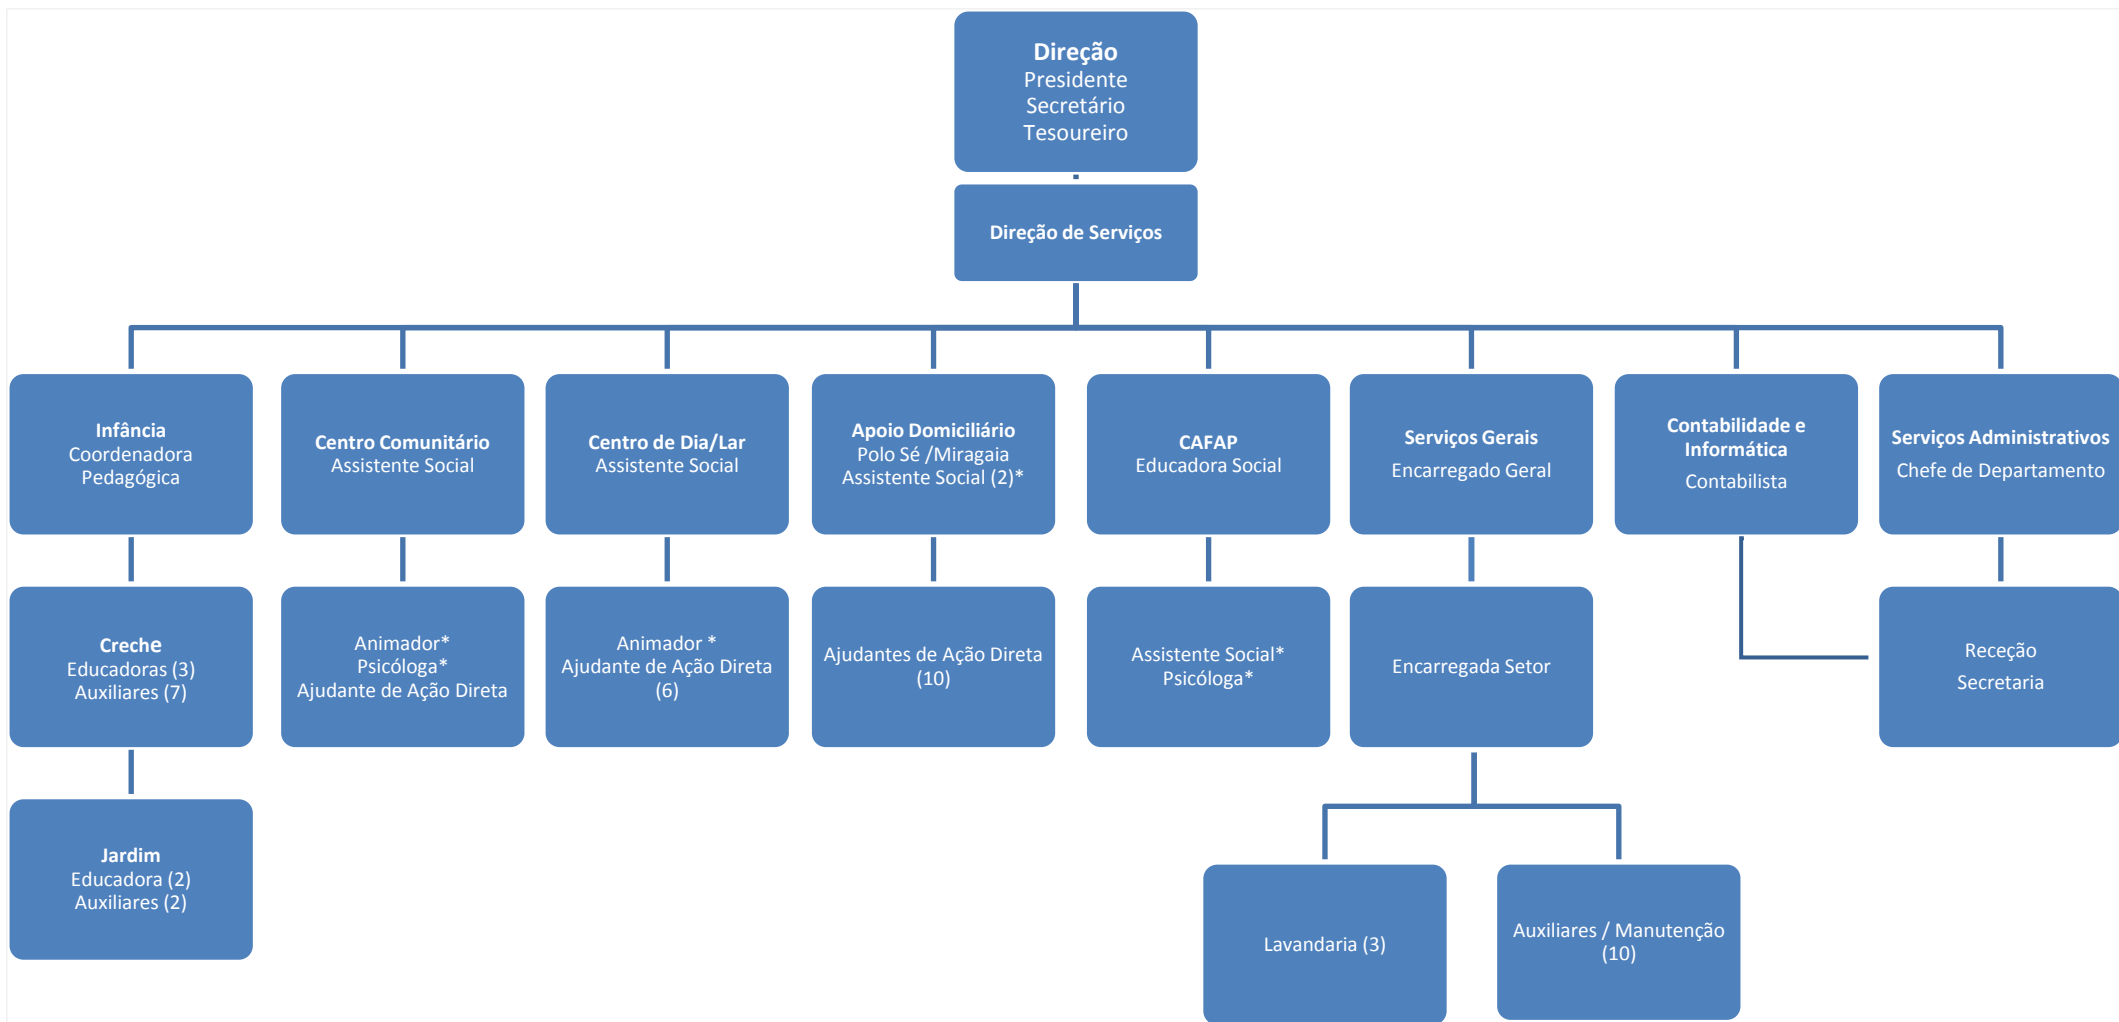 Direção
Presidente
Secretário
Tesoureiro
Direção de Serviços
Infância
Coordenadora
Pedagógica
Centro Comunitário
Assistente Social
Centro de Dia/Lar
Assistente Social
Apoio Domiciliário
Polo Sé /Miragaia
Assistente Social (2)*
CAFAP
Educadora Social
Serviços Gerais
Encarregado Geral
Contabilidade e
Informática
Contabilista
Serviços Administrativos
Chefe de Departamento
Creche
Educadoras (3)
Auxiliares (7)
Animador*
Psicóloga*
Ajudante de Ação Direta
Animador *
Ajudante de Ação Direta
(6)
Ajudantes de Ação Direta
(10)
Assistente Social*
Psicóloga*
Encarregada Setor
Receção
Secretaria
Jardim
Educadora (2)
Auxiliares (2)
Lavandaria (3)
Auxiliares / Manutenção
(10)